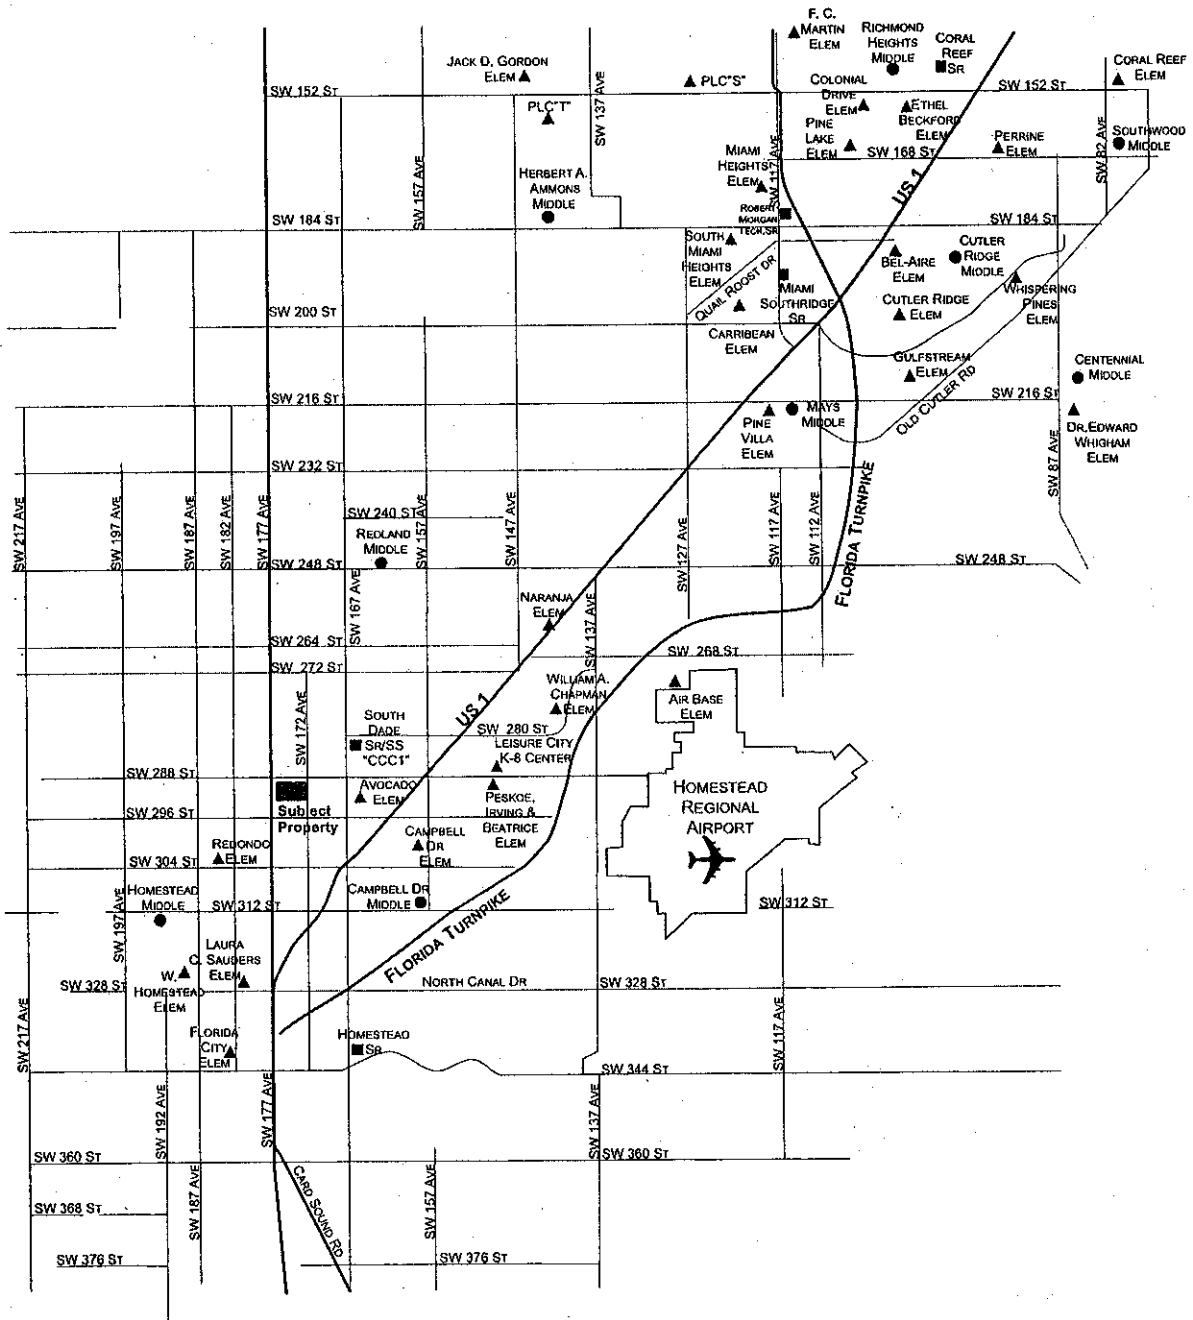 F. C.
MARTIN
ELEM
RICHMOND
HEIGHTS
MIDDLE
CORAL
REEF
SR
CORAL REEF
ELEM
JACK D. GORDON
ELEM
PLC"S"
SW 152 ST
SW 152 ST
PLC"T"
SW 137 AVE
COLONIAL
DRIVE
ELEM
ETHEL
BECKFORD
ELEM
PINE
LAKE
ELEM
SW 168 ST
PERRINE
ELEM
SW 82 AVE
SOUTHWOOD
MIDDLE
SW 157 AVE
HERBERT A.
AMMONS
MIDDLE
MIAMI
HEIGHTS
ELEM
SW 117 AVE
US 1
SW 184 ST
ROBERT
MORGAN
TECH.SR
SW 184 ST
SOUTH
MIAMI
HEIGHTS
ELEM
QUAIL ROOST DR
BEL-AIRE
ELEM
CUTLER
RIDGE
MIDDLE
MIAMI
SOUTHRIDGE
SR
CUTLER RIDGE
ELEM
WHISPERING
PINES
ELEM
SW 200 ST
CARRIBEAN
ELEM
GULFSTREAM
ELEM
CENTENNIAL
MIDDLE
SW 216 ST
SW 216 ST
OLD CUTLER RD
PINE
VILLA
ELEM
MAYS
MIDDLE
DR.EDWARD
WHIGHAM
ELEM
SW 87 AVE
SW 232 ST
FLORIDA TURNPIKE
SW 217 AVE
SW 197 AVE
SW 187 AVE
SW 182 AVE
SW 177 AVE
SW 240 ST
SW 157 AVE
SW 147 AVE
SW 127 AVE
SW 117 AVE
SW 112 AVE
REDLAND
MIDDLE
SW 248 ST
SW 248 ST
SW 167 AVE
NARANJA
ELEM
SW 137 AVE
SW 264 ST
SW 268 ST
SW 272 ST
SW 172 AVE
US 1
WILLIAM A.
CHAPMAN
ELEM
AIR BASE
ELEM
SOUTH
DADE
SR/SS
"CCC1"
SW 280 ST
LEISURE CITY
K-8 CENTER
SW 288 ST
AVOCADO
ELEM
PESKOE,
IRVING &
BEATRICE
ELEM
HOMESTEAD
REGIONAL
AIRPORT
Subject
Property
SW 296 ST
REDONDO
ELEM
CAMPBELL
DR
ELEM
SW 304 ST
HOMESTEAD
MIDDLE
SW 312 ST
CAMPBELL DR
MIDDLE
SW 312 ST
SW 197 AVE
LAURA
C. SAUDERS
ELEM
FLORIDA TURNPIKE
W.
HOMESTEAD
ELEM
SW 328 ST
NORTH CANAL DR
SW 328 ST
SW 217 AVE
FLORIDA
CITY
ELEM
HOMESTEAD
SR
SW 117 AVE
SW 344 ST
SW 192 AVE
SW 177 AVE
SW 137 AVE
SW 360 ST
SW 360 ST
SW 187 AVE
CARD SOUND RD
SW 157 AVE
SW 368 ST
SW 376 ST
SW 376 ST